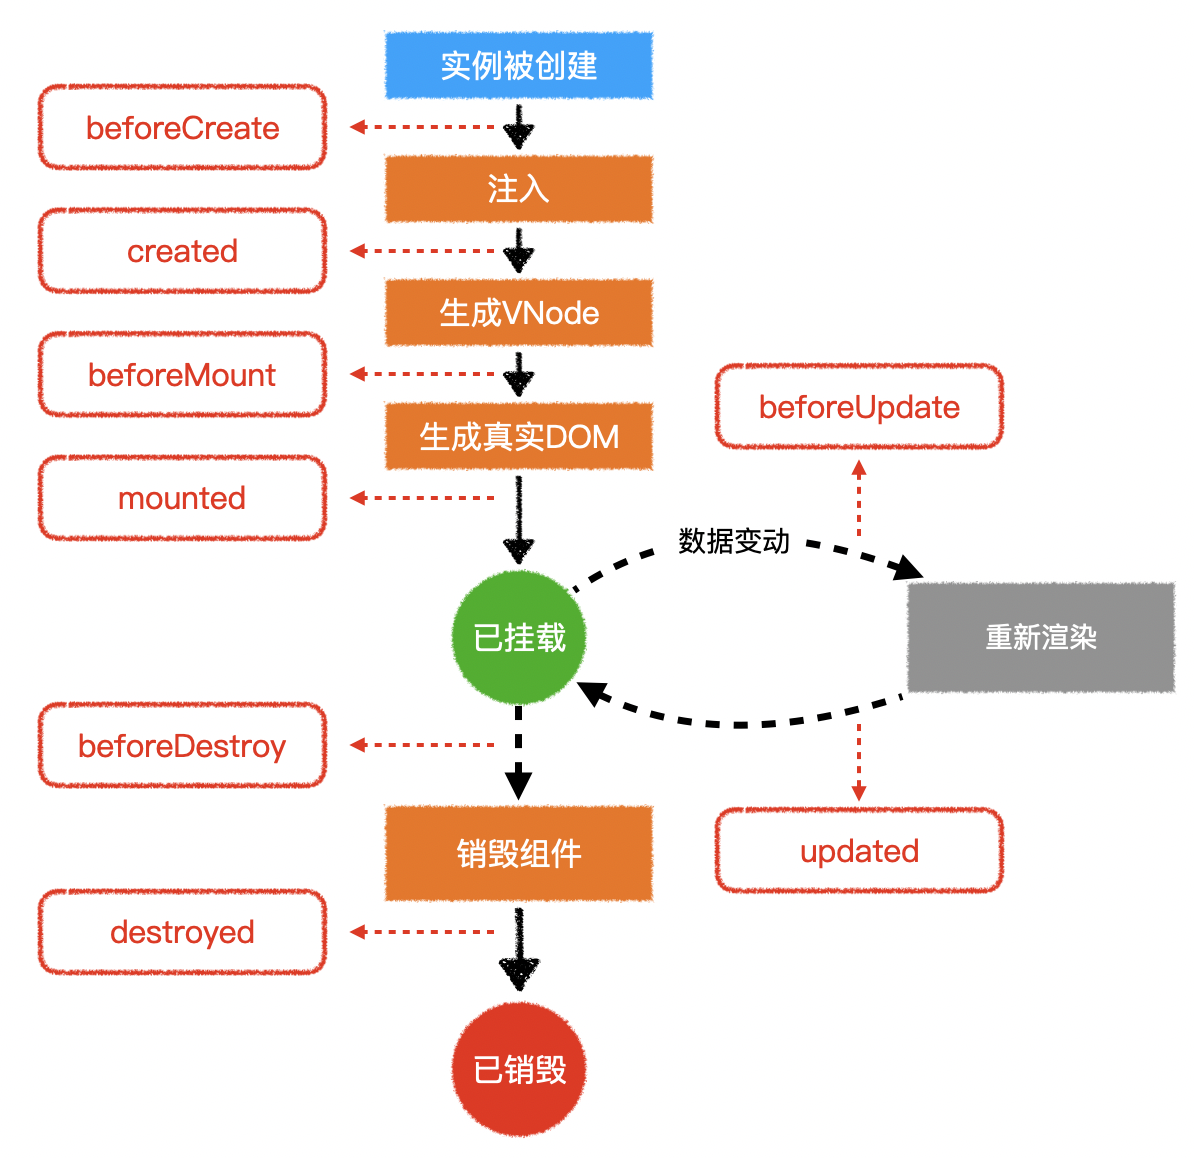 实例被创建
beforeCreate
注入
created
生成VNode
beforeMount
生成真实DOM
mounted
beforeUpdate
数据变动
已挂载
重新渲染
beforeDestroy
销毁组件
updated
destroyed
已销毁